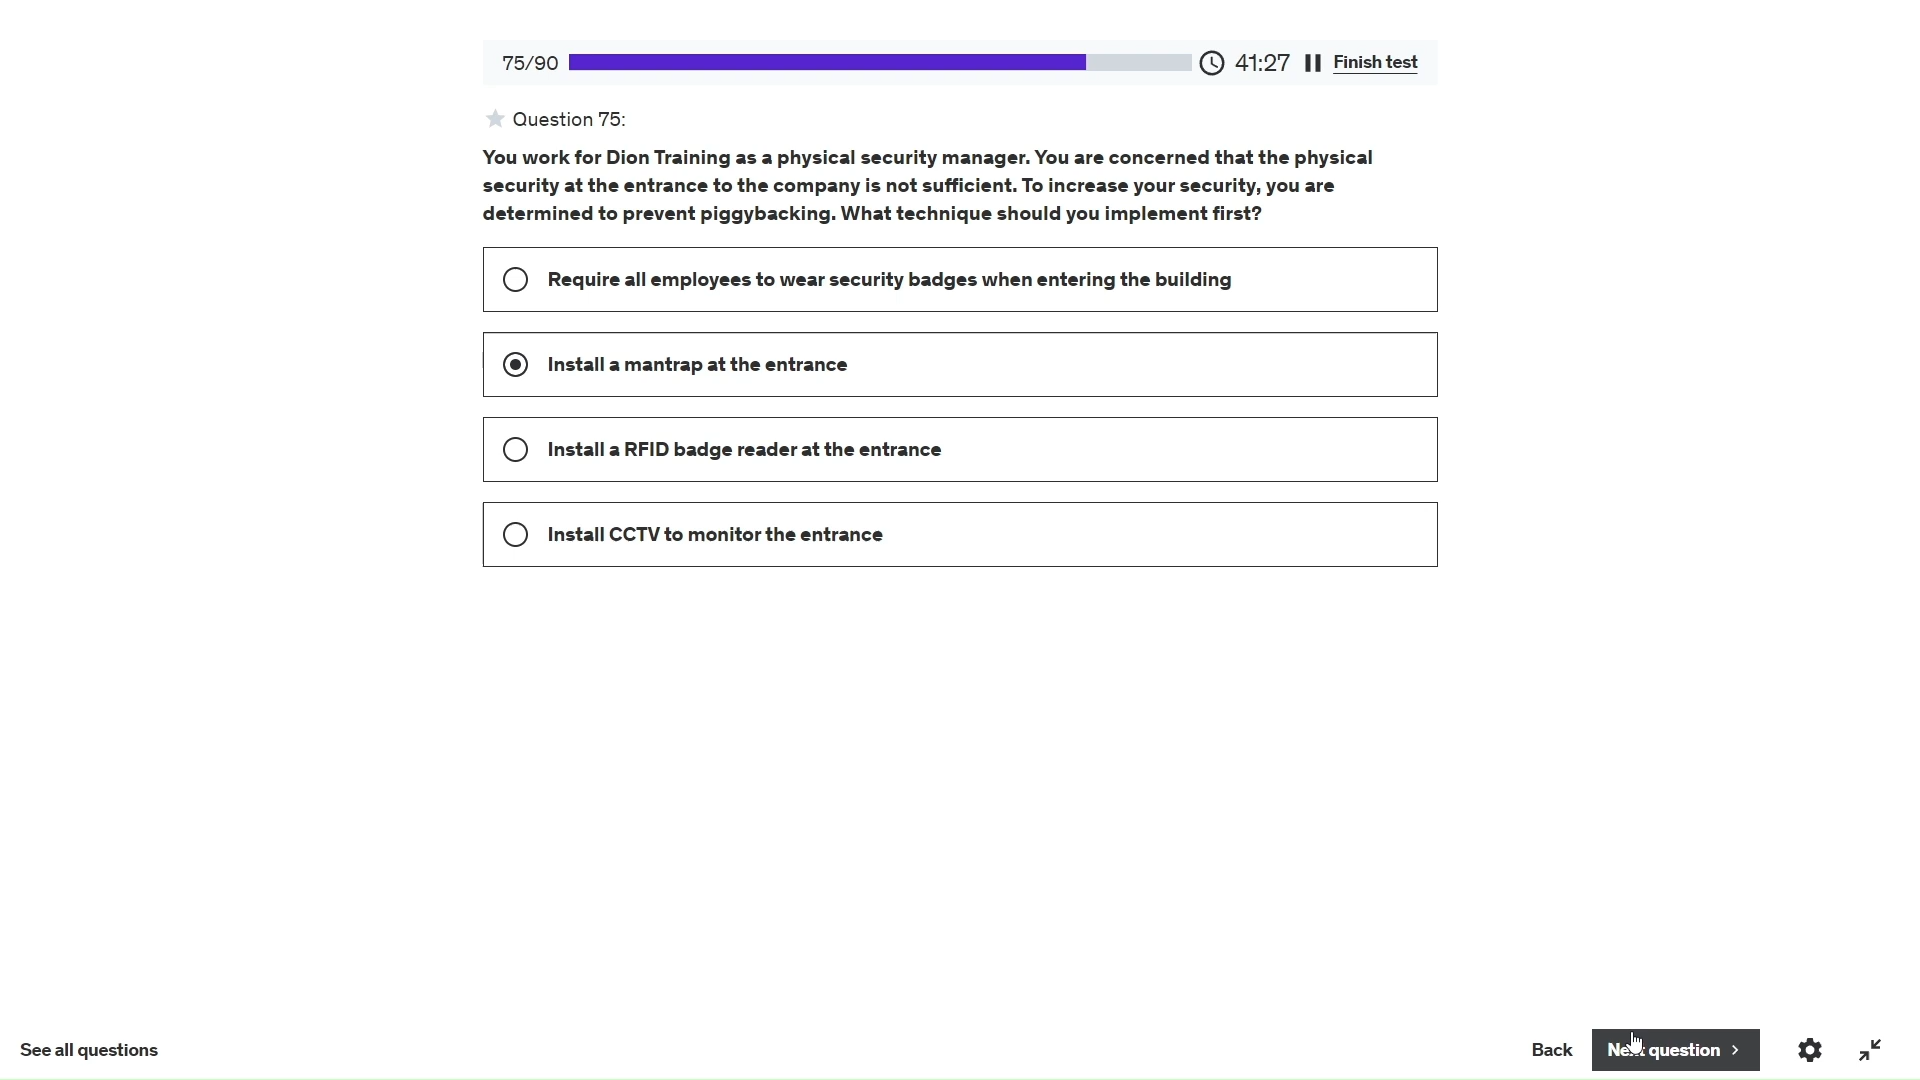 75/90 41:27 Finish test
Question 75:
You work for Dion Training as a physical security manager. You are concerned that the physical
security at the entrance to the company is not sufficient. To increase your security, you are
determined to prevent piggybacking. What technique should you implement first?
Require all employees to wear security badges when entering the building
Install a mantrap at the entrance
Install a RFID badge reader at the entrance
Install CCTV to monitor the entrance
See all questions Back Next question